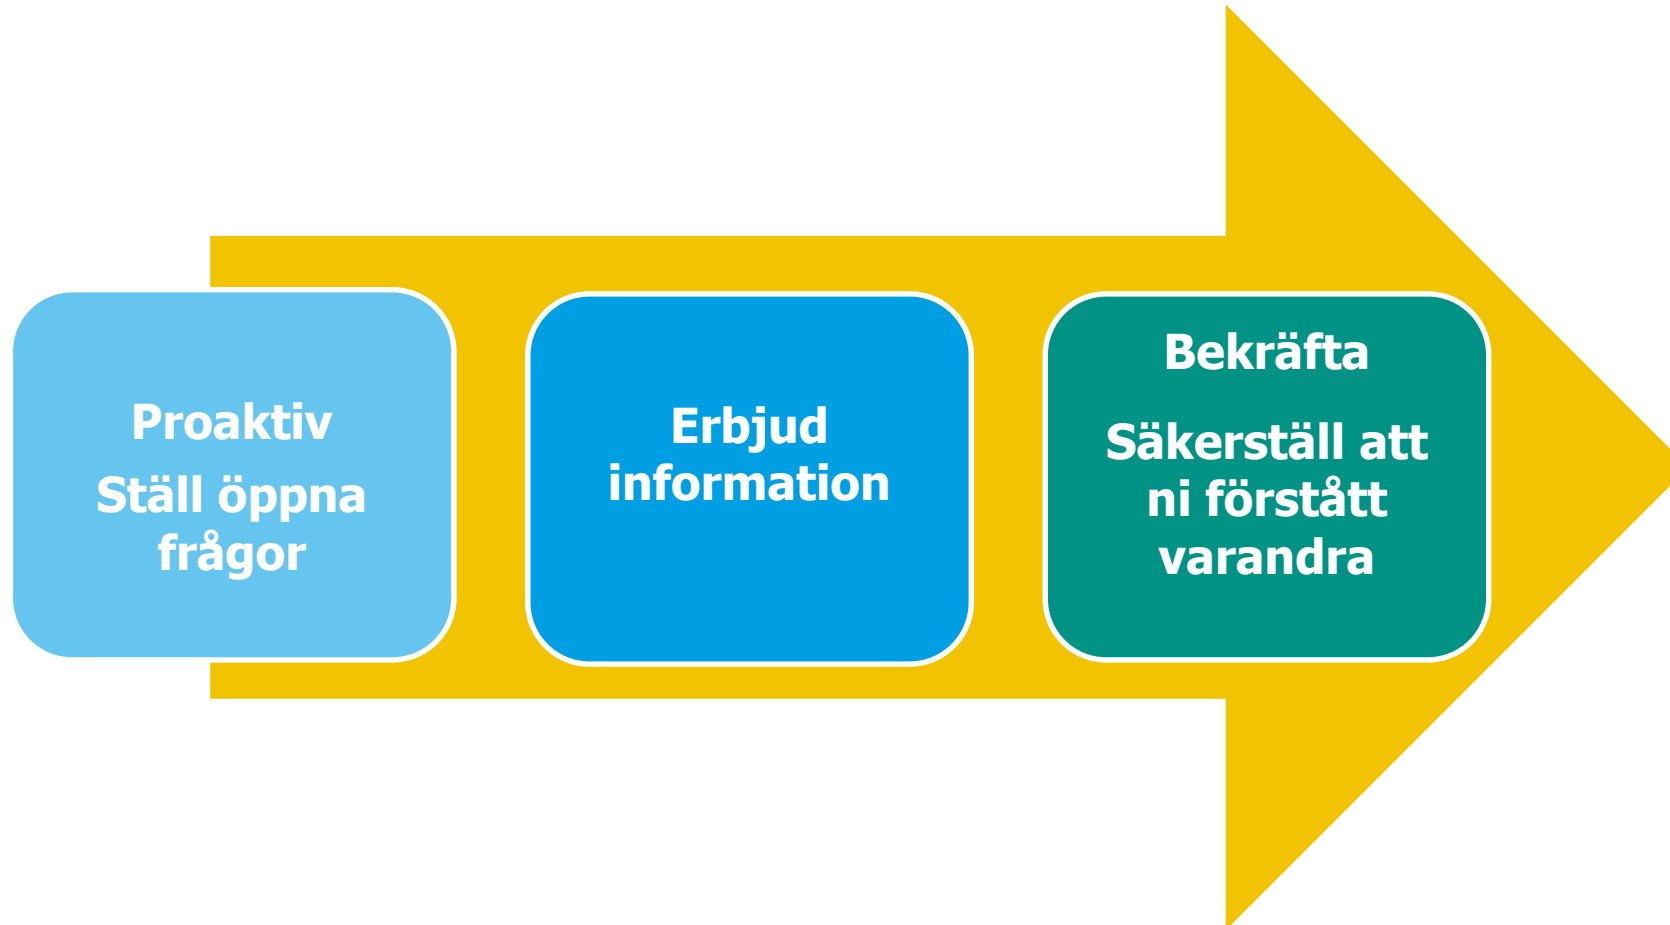 Proaktiv
Ställ öppna
frågor
Erbjud
information
Bekräfta
Säkerställ att
ni förstått
varandra